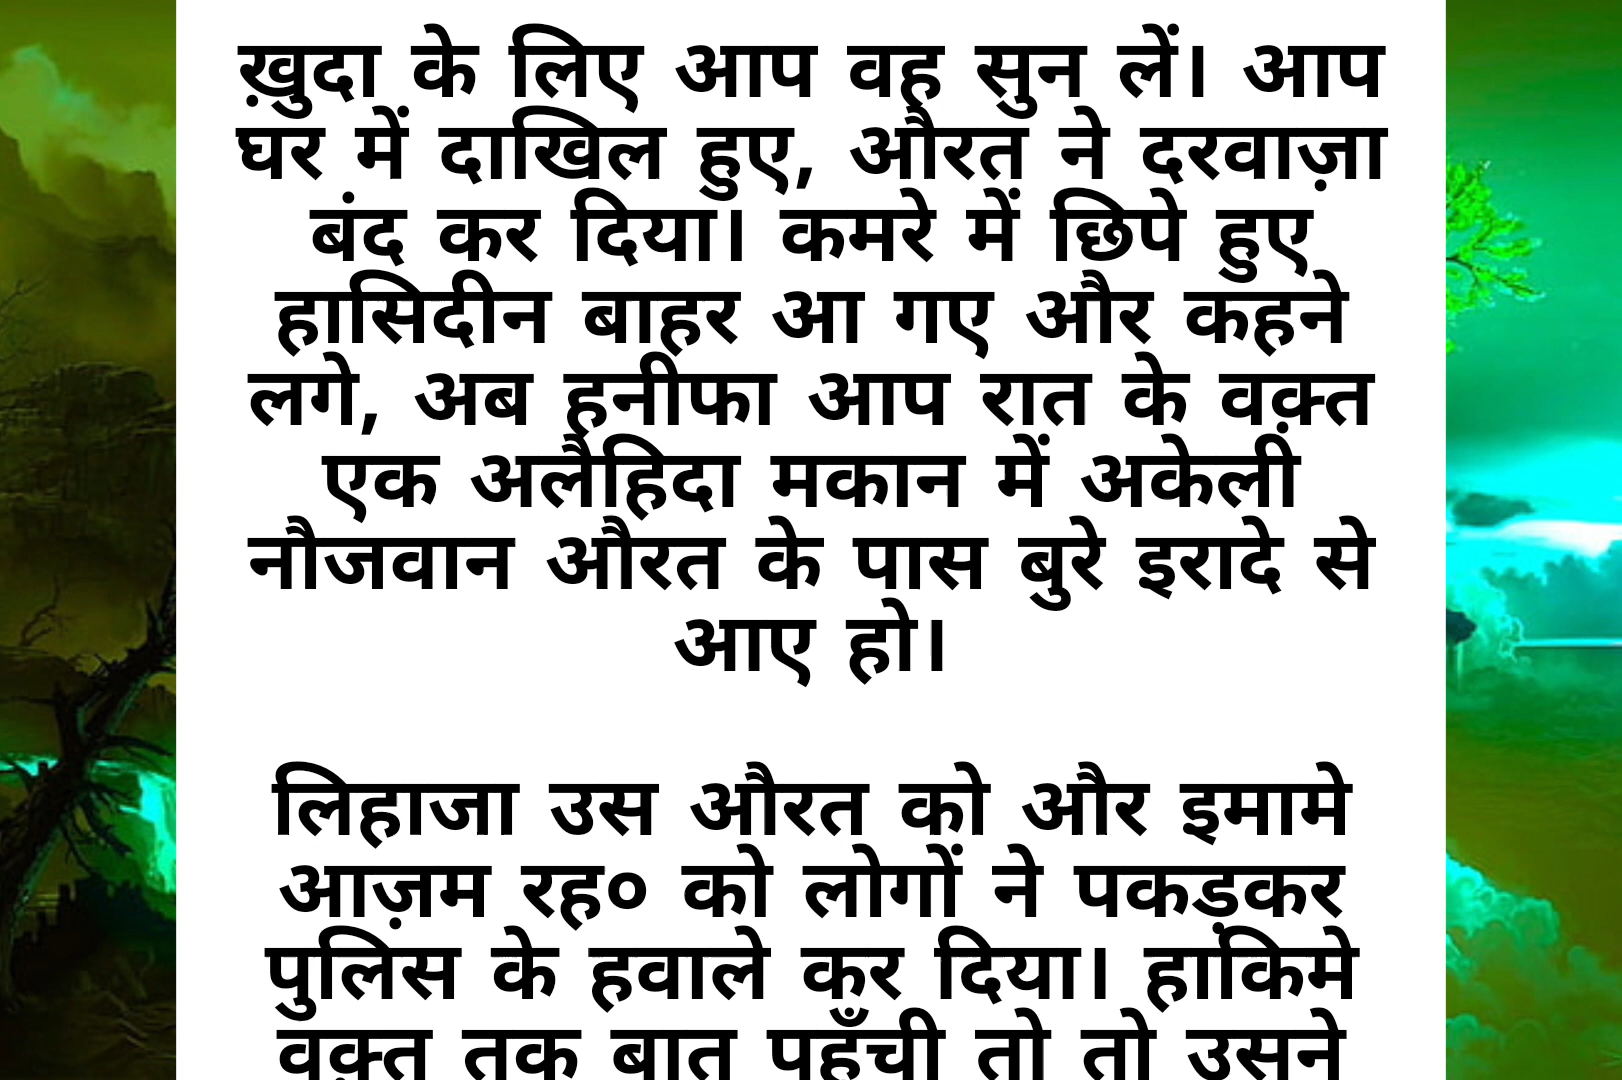 ख़ुदा के लिए आप वह सुन लें। आप
घर में दाखिल हुए, औरत ने दरवाज़ा
बंद कर दिया। कमरे में छिपे हुए
हासिदीन बाहर आ गए और कहने
लगे, अब हनीफा आप रात के वक़्त
एक अलैहिदा मकान में अकेली
नौजवान औरत के पास बुरे इरादे से
आए हो।
लिहाजा उस औरत को और इमामे
आज़म रह० को लोगों ने पकड़कर
पुलिस के हवाले कर दिया। हाकिमे
वक़्त तक बात पहुँची तो तो उसने